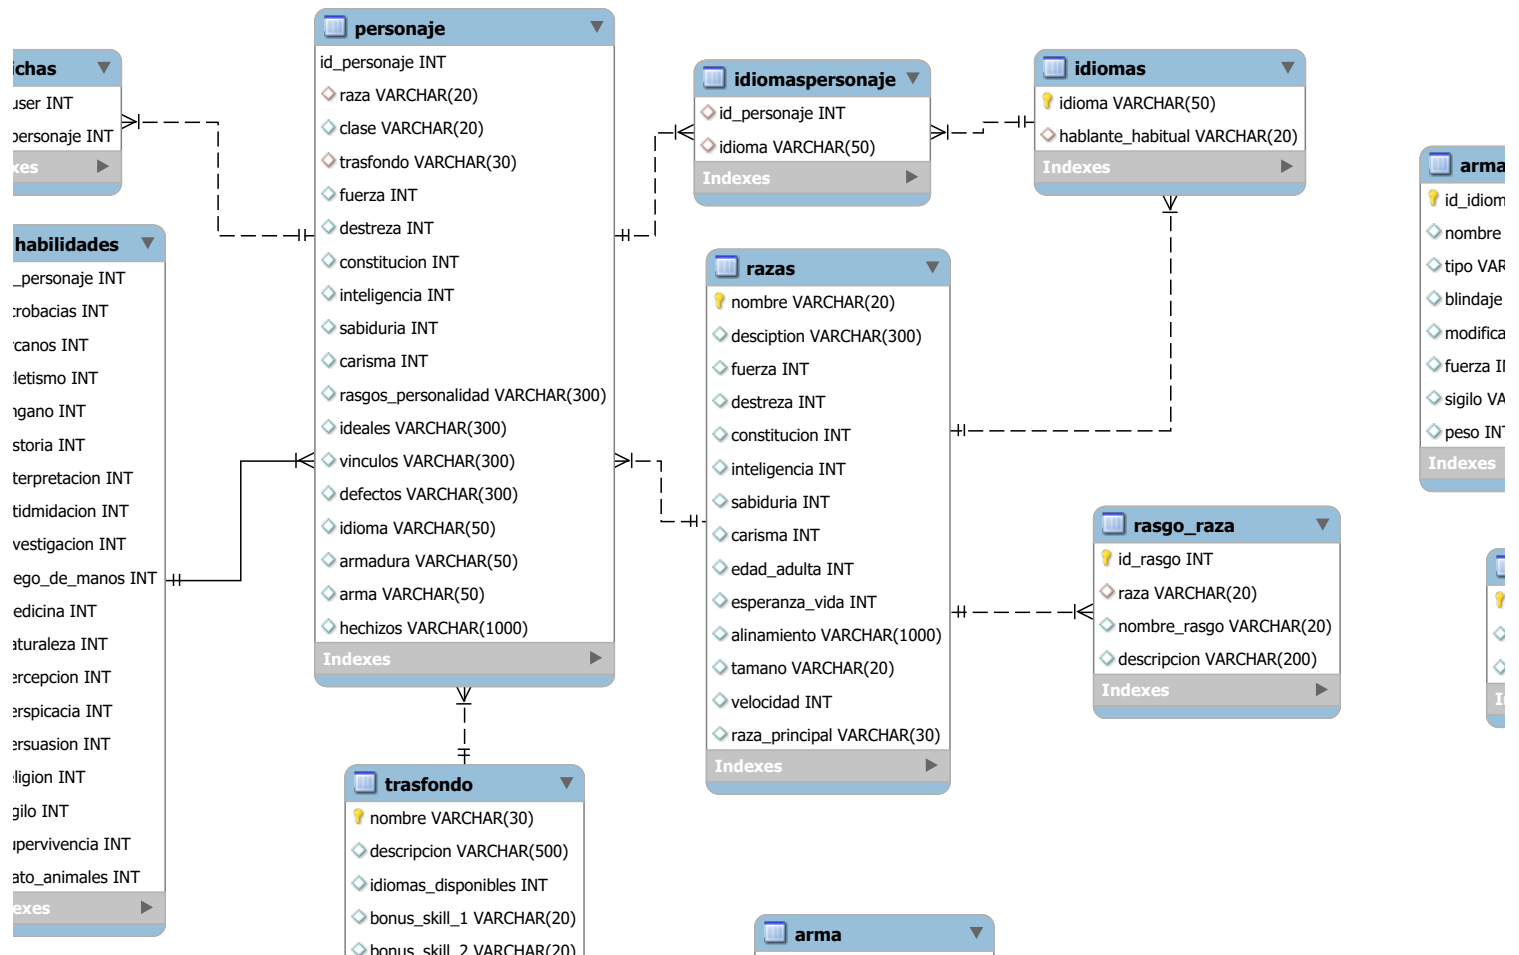 personaje
id_personaje INT
raza VARCHAR(20)
clase VARCHAR(20)
trasfondo VARCHAR(30)
fuerza INT
destreza INT
constitucion INT
inteligencia INT
sabiduria INT
carisma INT
rasgos_personalidad VARCHAR(300)
ideales VARCHAR(300)
vinculos VARCHAR(300)
defectos VARCHAR(300)
idioma VARCHAR(50)
armadura VARCHAR(50)
arma VARCHAR(50)
hechizos VARCHAR(1000)
Indexes
ichas
user INT
personaje INT
xes
habilidades
_personaje INT
crobacias INT
rcanos INT
tletismo INT
ngano INT
storia INT
terpretacion INT
tidmidacion INT
vestigacion INT
ego_de_manos INT
edicina INT
aturaleza INT
ercepcion INT
erspicacia INT
ersuasion INT
eligion INT
gilo INT
upervivencia INT
ato_animales INT
exes
idiomaspersonaje
id_personaje INT
idioma VARCHAR(50)
Indexes
idiomas
idioma VARCHAR(50)
hablante_habitual VARCHAR(20)
Indexes
razas
nombre VARCHAR(20)
desciption VARCHAR(300)
fuerza INT
destreza INT
constitucion INT
inteligencia INT
sabiduria INT
carisma INT
edad_adulta INT
esperanza_vida INT
alinamiento VARCHAR(1000)
tamano VARCHAR(20)
velocidad INT
raza_principal VARCHAR(30)
Indexes
rasgo_raza
id_rasgo INT
raza VARCHAR(20)
nombre_rasgo VARCHAR(20)
descripcion VARCHAR(200)
Indexes
arma
id_idiom
nombre
tipo VAR
blindaje
modifica
fuerza I
sigilo VA
peso INT
Indexes
trasfondo
nombre VARCHAR(30)
descripcion VARCHAR(500)
idiomas_disponibles INT
bonus_skill_1 VARCHAR(20)
bonus_skill_2 VARCHAR(20)
arma